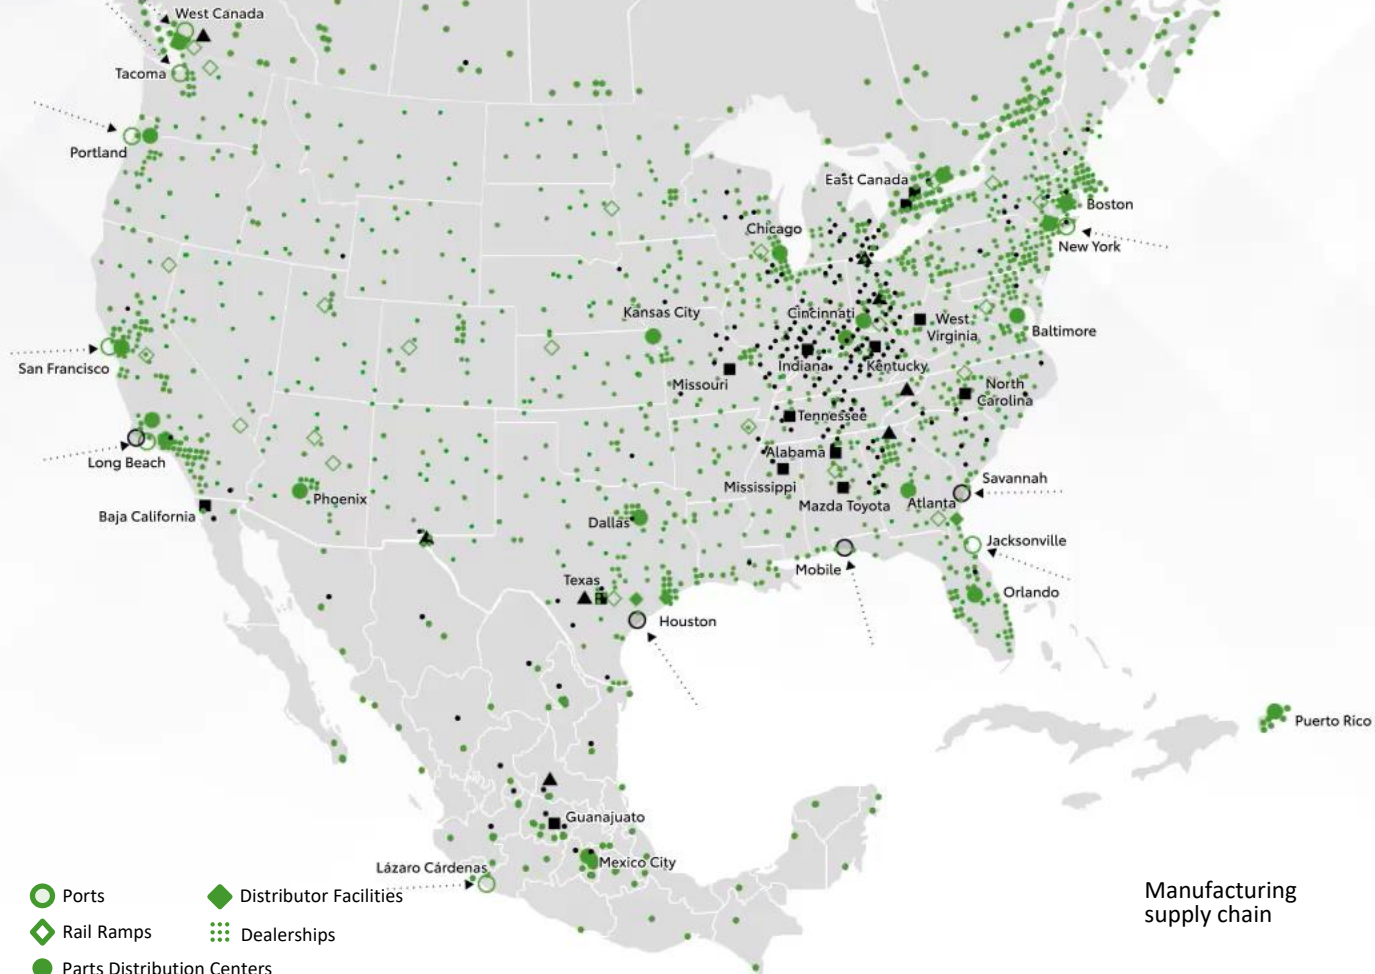 West Canada
Tacoma
Portland
East Canada
Boston
Chicago
New York
Kansas City
Cincinnati
West
Virginia
Baltimore
San Francisco
Indiana
Kentucky
Missouri
North
Carolina
Tennessee
Long Beach
Alabama
Mississippi
Savannah
Phoenix
Mazda Toyota
Atlanta
Baja California
Dallas
Jacksonville
Mobile
Texas
Orlando
Houston
Puerto Rico
Guanajuato
Mexico City
Lázaro Cárdenas
Ports
Distributor Facilities
Rail Ramps
Dealerships
Parts Distribution Centers
Manufacturing
supply chain